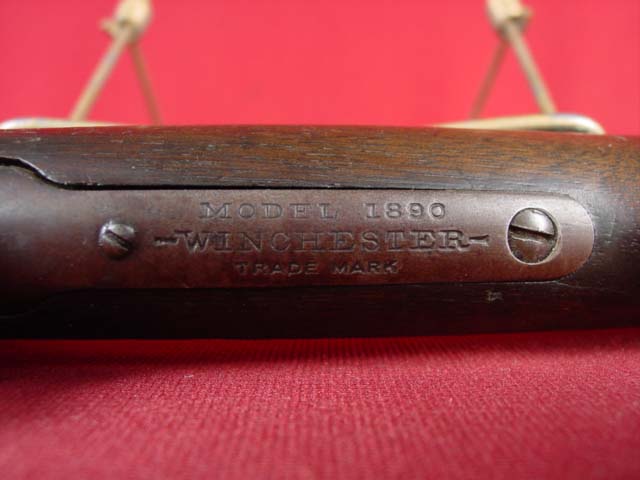 MODEL 1890
-WINCHESTER-
TRADE MARK